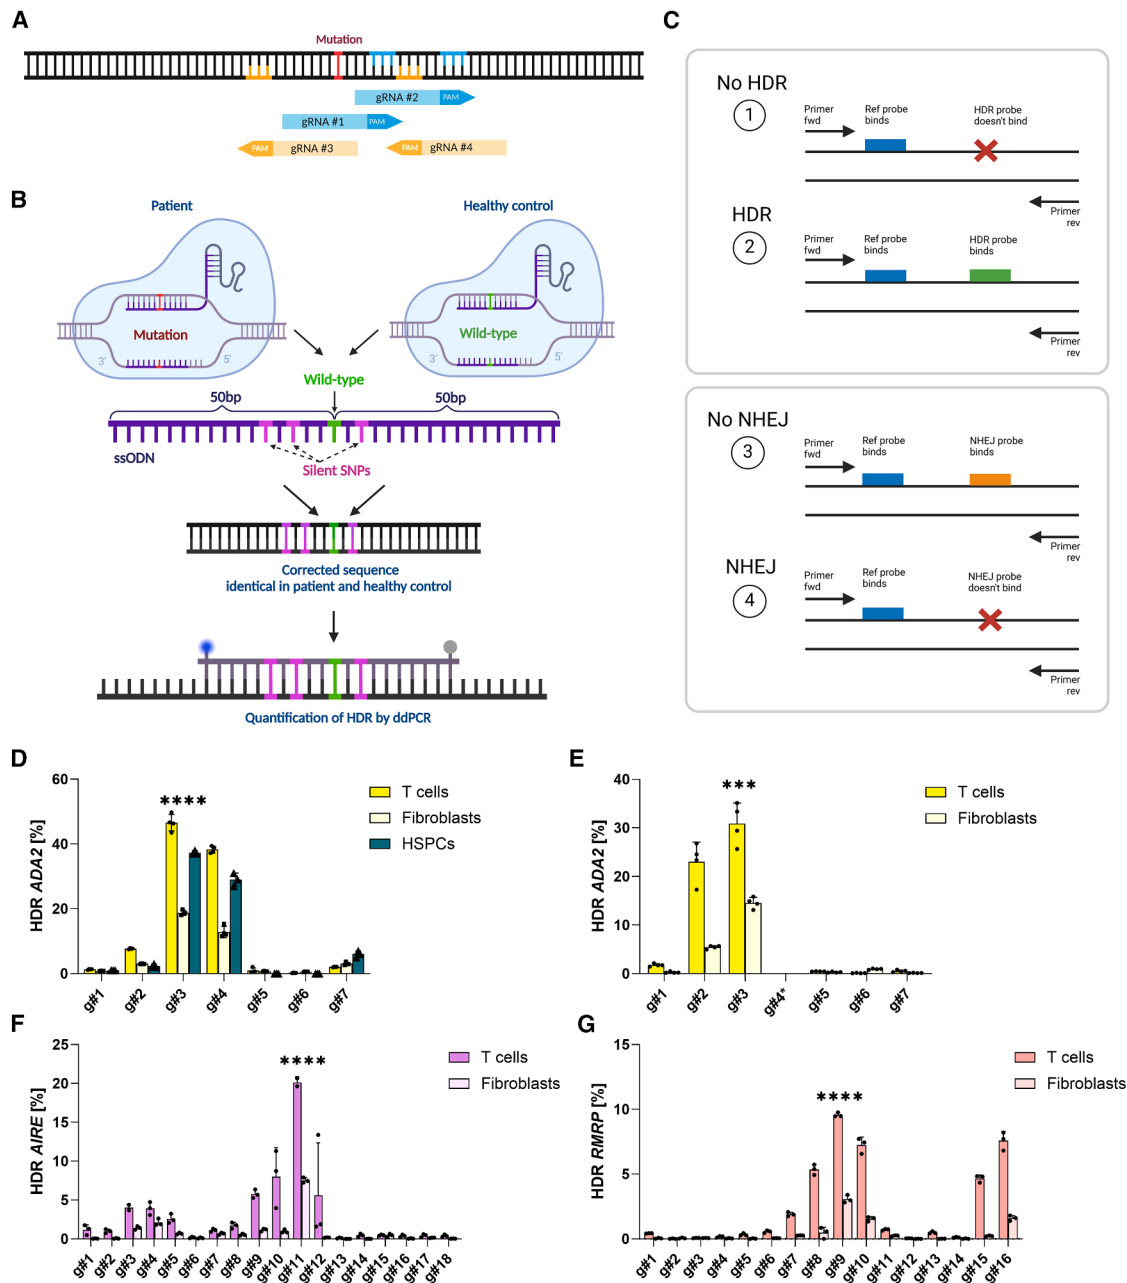 A
Mutation
gRNA #2
PAM
gRNA #1
PAM
PAM
gRNA #3
PAM
gRNA #4
B
Patient
Healthy control
Mutation
3'
5'
Wild-type
3'
5'
Wild-type
50bp
50bp
ssODN
Silent SNPs
Corrected sequence
identical in patient and healthy control
Quantification of HDR by ddPCR
C
No HDR
1
Primer
fwd
Ref probe
binds
HDR probe
doesn't bind
Primer
rev
HDR
2
Primer
fwd
Ref probe
binds
HDR probe
binds
Primer
rev
No NHEJ
3
Primer
fwd
Ref probe
binds
NHEJ probe
binds
Primer
rev
NHEJ
4
Primer
fwd
Ref probe
binds
NHEJ probe
doesn't bind
Primer
rev
D
HDR ADA2 [%]
60
40
20
0
****
T cells
Fibroblasts
HSPCs
g#1
g#2
g#3
g#4
g#5
g#6
g#7
E
HDR ADA2 [%]
40
30
20
10
0
***
T cells
Fibroblasts
g#1
g#2
g#3
g#4*
g#5
g#6
g#7
F
HDR AIRE [%]
25
20
15
10
5
0
****
T cells
Fibroblasts
g#1
g#2
g#3
g#4
g#5
g#6
g#7
g#8
g#9
g#10
g#11
g#12
g#13
g#14
g#15
g#16
g#17
g#18
G
HDR RMRP [%]
15
10
5
0
****
T cells
Fibroblasts
g#1
g#2
g#3
g#4
g#5
g#6
g#7
g#8
g#9
g#10
g#11
g#12
g#13
g#14
g#15
g#16